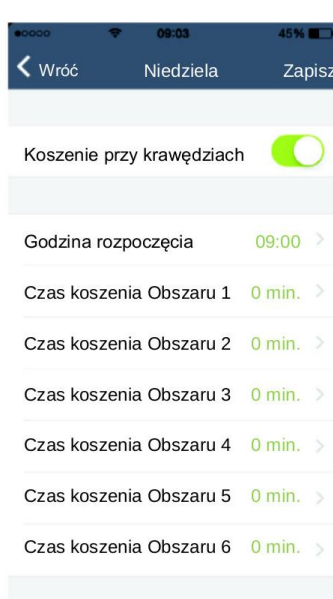 09:03 45%
Wróć Niedziela Zapisz
Koszenie przy krawędziach
Godzina rozpoczęcia 09:00
Czas koszenia Obszaru 1 0 min.
Czas koszenia Obszaru 2 0 min.
Czas koszenia Obszaru 3 0 min.
Czas koszenia Obszaru 4 0 min.
Czas koszenia Obszaru 5 0 min.
Czas koszenia Obszaru 6 0 min.